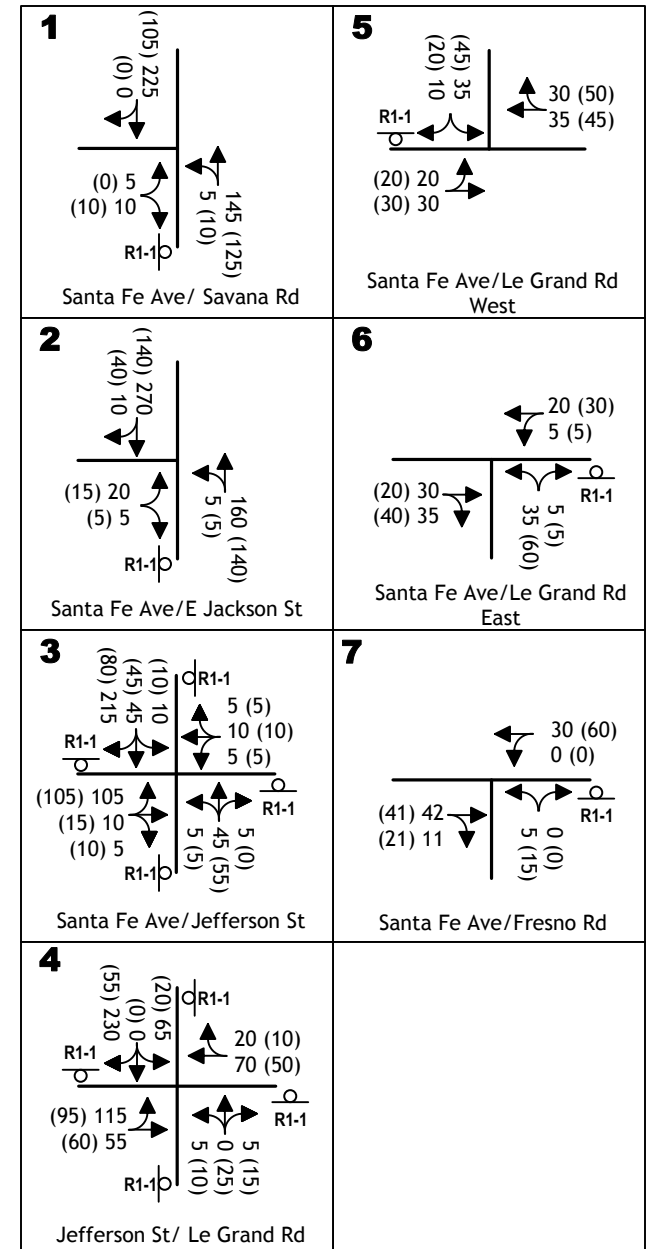 1
(105) 225
(0) 0
(0) 5
(10) 10
145 (125)
5 (10)
R1-1
Santa Fe Ave/ Savana Rd
5
(45) 35
(20) 10
30 (50)
35 (45)
R1-1
(20) 20
(30) 30
Santa Fe Ave/Le Grand Rd
West
2
(140) 270
(40) 10
(15) 20
(5) 5
160 (140)
5 (5)
R1-1
Santa Fe Ave/E Jackson St
6
20 (30)
5 (5)
(20) 30
(40) 35
R1-1
5 (5)
35 (60)
Santa Fe Ave/Le Grand Rd
East
3
(10) 10
(45) 45
(80) 215
R1-1
5 (5)
10 (10)
5 (5)
R1-1
(105) 105
(15) 10
(10) 5
R1-1
5 (0)
45 (55)
5 (5)
R1-1
Santa Fe Ave/Jefferson St
7
30 (60)
0 (0)
(41) 42
(21) 11
R1-1
0 (0)
5 (15)
Santa Fe Ave/Fresno Rd
4
(20) 65
(0) 0
(55) 230
R1-1
20 (10)
70 (50)
R1-1
(95) 115
(60) 55
R1-1
5 (15)
0 (25)
5 (10)
R1-1
Jefferson St/ Le Grand Rd